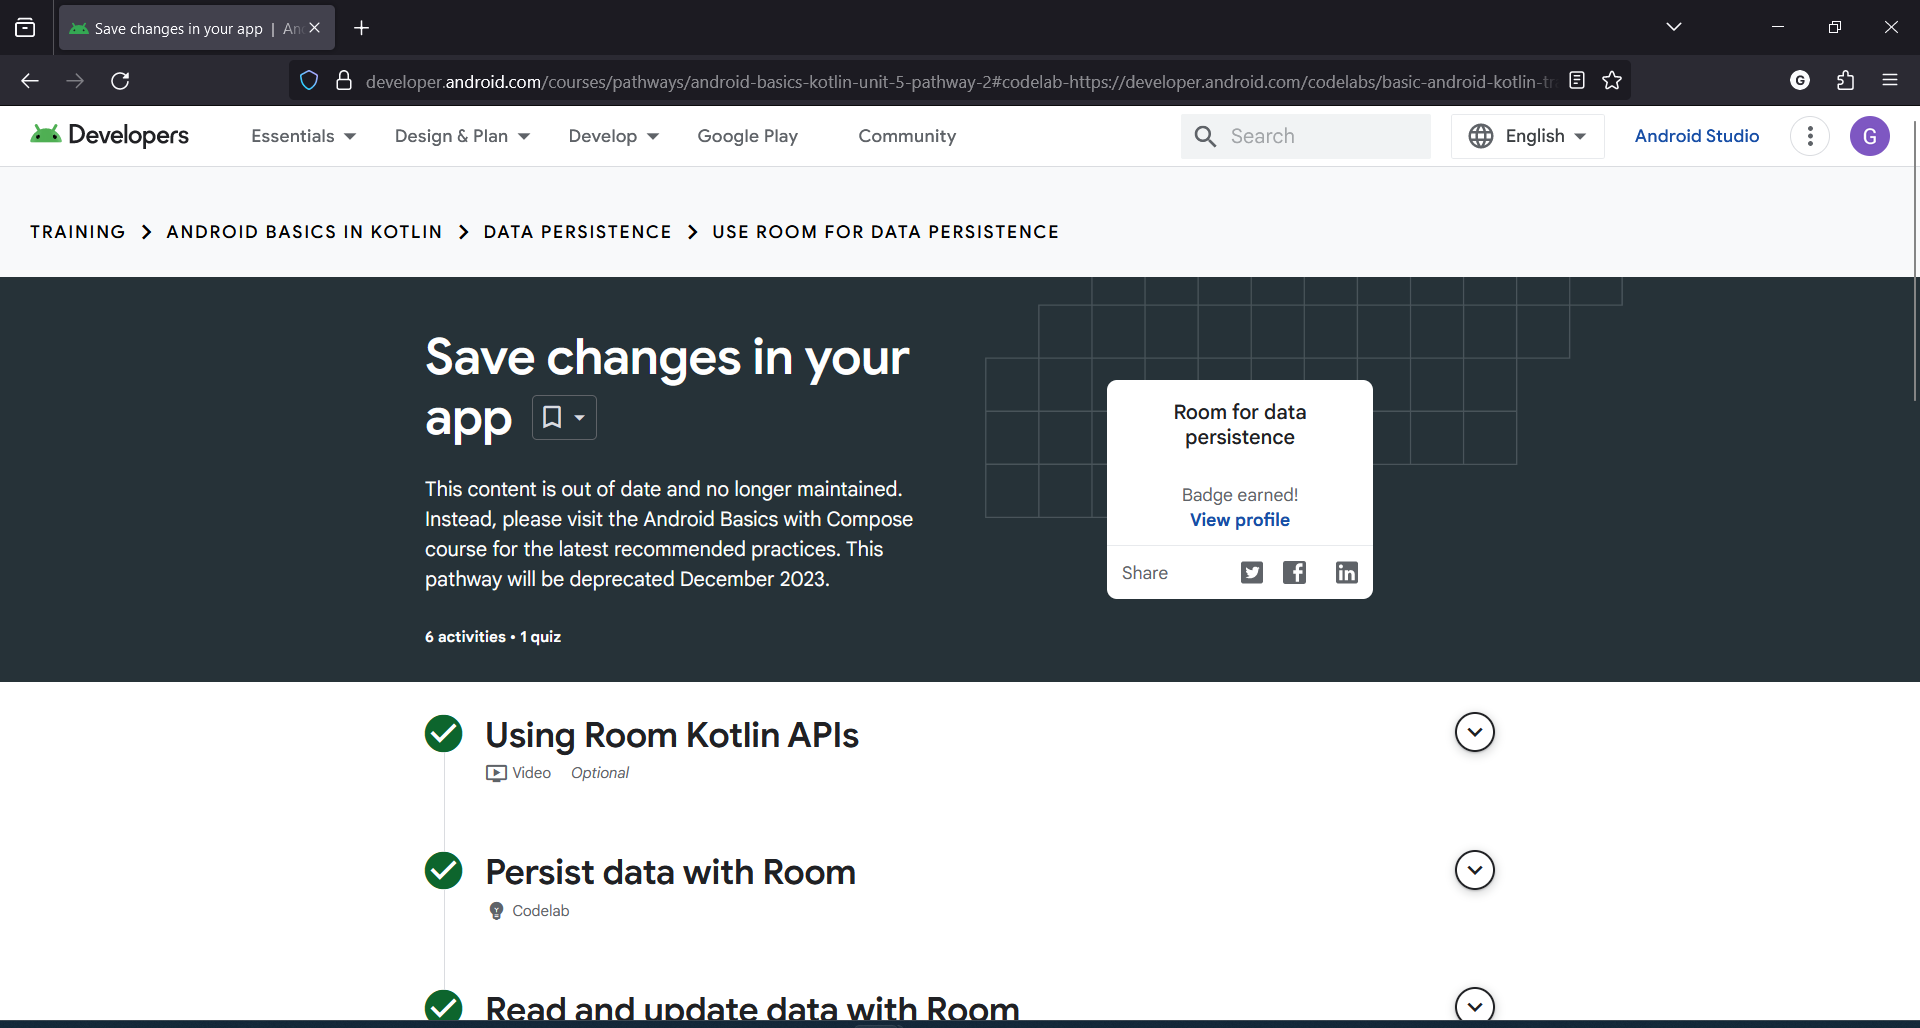 Save changes in your app | An
developer.android.com/courses/pathways/android-basics-kotlin-unit-5-pathway-2#codelab-https://developer.android.com/codelabs/basic-android-kotlin-tr
G
Developers
Essentials
Design & Plan
Develop
Google Play
Community
Search
English
Android Studio
G
TRAINING > ANDROID BASICS IN KOTLIN > DATA PERSISTENCE > USE ROOM FOR DATA PERSISTENCE
Save changes in your
app
This content is out of date and no longer maintained.
Instead, please visit the Android Basics with Compose
course for the latest recommended practices. This
pathway will be deprecated December 2023.
6 activities • 1 quiz
Room for data
persistence
Badge earned!
View profile
Share
Using Room Kotlin APIs
Video Optional
Persist data with Room
Codelab
Read and update data with Room